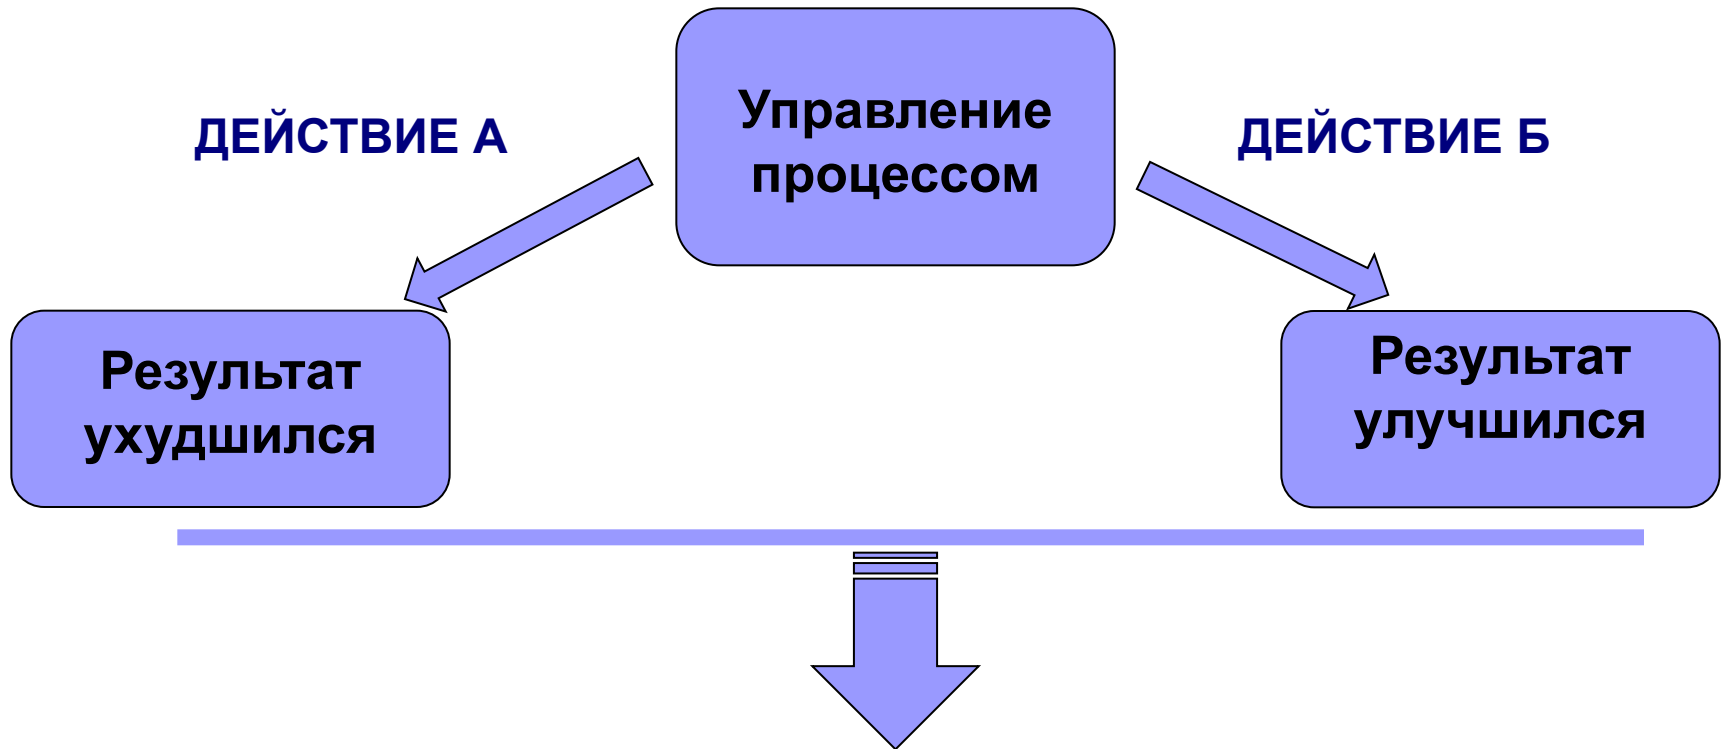 Управление
процессом
ДЕЙСТВИЕ А
ДЕЙСТВИЕ Б
Результат
ухудшился
Результат
улучшился